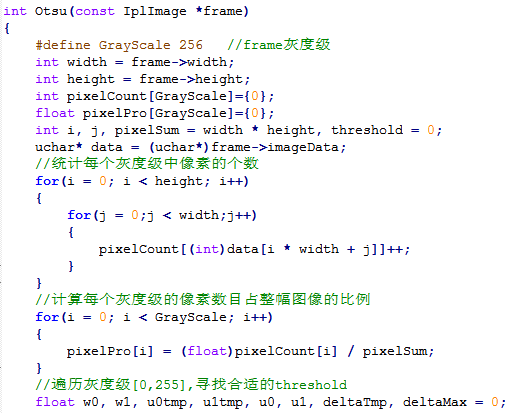 int Otsu(const IplImage *frame)
{
    #define GrayScale 256   //frame灰度级
    int width = frame->width;
    int height = frame->height;
    int pixelCount[GrayScale]={0};
    float pixelPro[GrayScale]={0};
    int i, j, pixelSum = width * height, threshold = 0;
    uchar* data = (uchar*)frame->imageData;
    //统计每个灰度级中像素的个数
    for(i = 0; i < height; i++)
    {
        for(j = 0;j < width;j++)
        {
            pixelCount[(int)data[i * width + j]]++;
        }
    }
    //计算每个灰度级的像素数目占整幅图像的比例
    for(i = 0; i < GrayScale; i++)
    {
        pixelPro[i] = (float)pixelCount[i] / pixelSum;
    }
    //遍历灰度级[0,255],寻找合适的threshold
    float w0, w1, u0tmp, u1tmp, u0, u1, deltaTmp, deltaMax = 0;